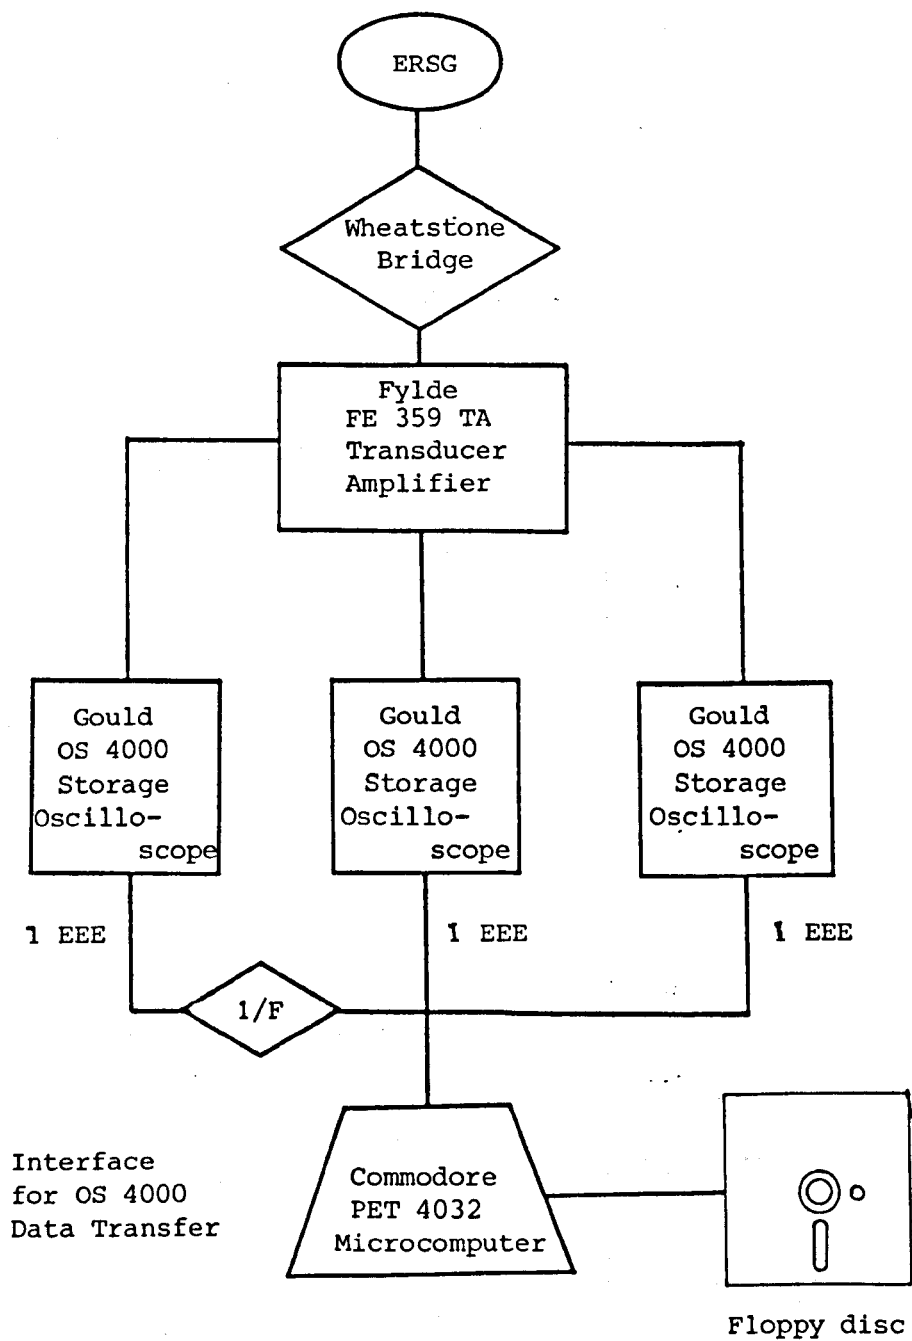 ERSG
Wheatstone
Bridge
Fylde
FE 359 TA
Transducer
Amplifier
Gould
OS 4000
Storage
Oscillo-
scope
Gould
OS 4000
Storage
Oscillo-
scope
Gould
OS 4000
Storage
Oscillo-
scope
1 EEE
1 EEE
1 EEE
1/F
Interface
for OS 4000
Data Transfer
Commodore
PET 4032
Microcomputer
Floppy disc